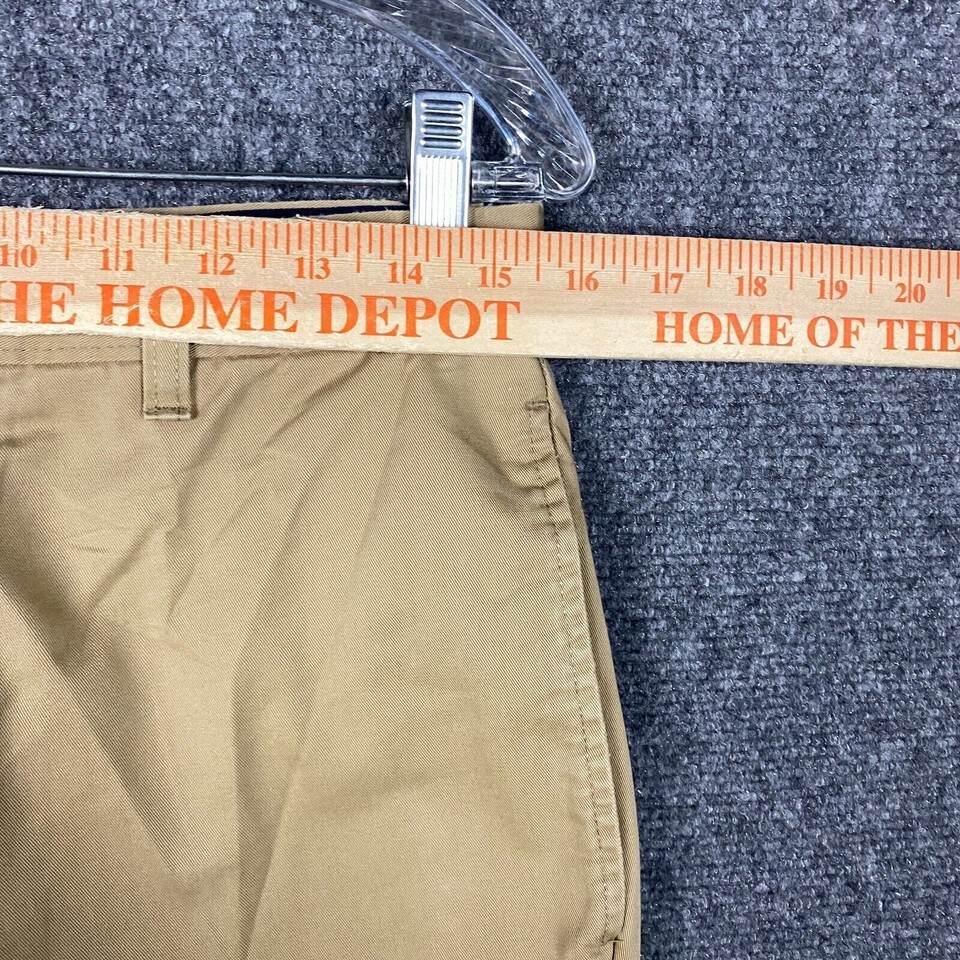 10 11 12 13 14 15 16 17 18 19 20
HE HOME DEPOT HOME OF THE